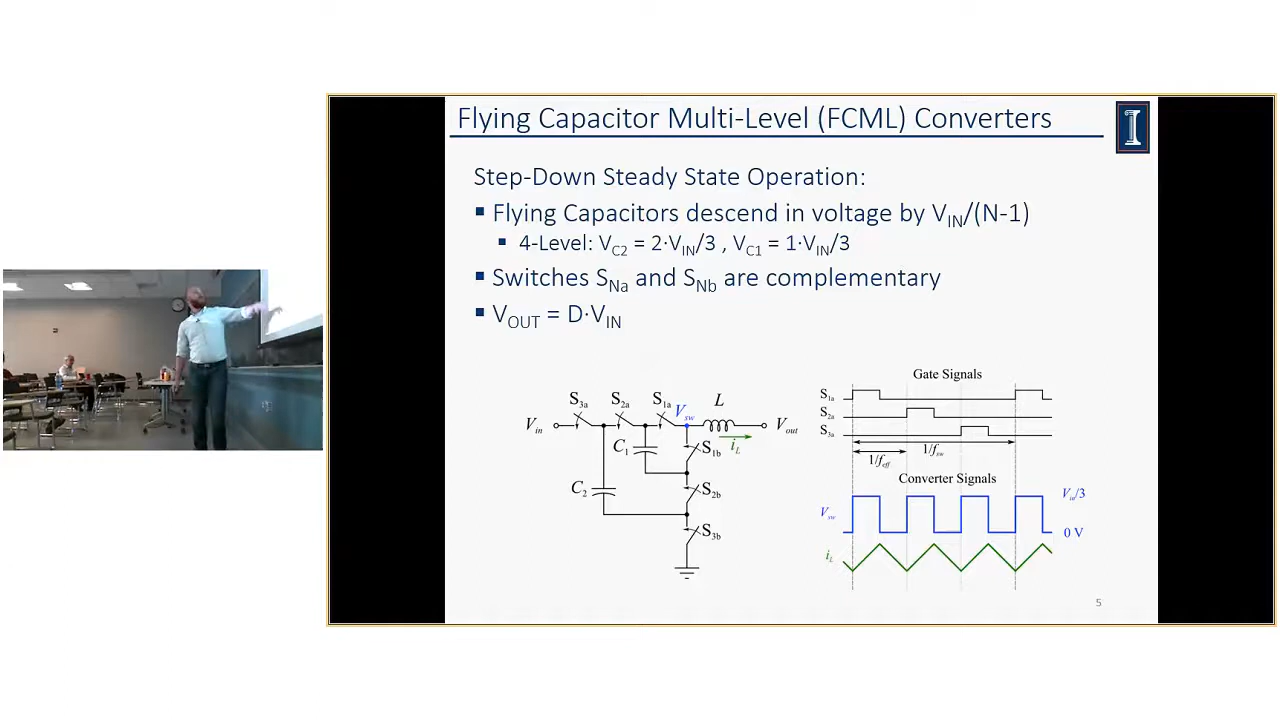 Flying Capacitor Multi-Level (FCML) Converters
I
Step-Down Steady State Operation:
▪ Flying Capacitors descend in voltage by V_IN/(N-1)
▪ 4-Level: V_C2 = 2·V_IN/3 , V_C1 = 1·V_IN/3
▪ Switches S_Na and S_Nb are complementary
▪ V_OUT = D·V_IN
S_3a S_2a S_1a V_sw L
V_in V_out
C_1 S_1b i_L
C_2 S_2b
S_3b
Gate Signals
S_1a
S_2a
S_3a
1/f_sw
1/f_eff
Converter Signals
V_in/3
V_sw
0 V
i_L
5